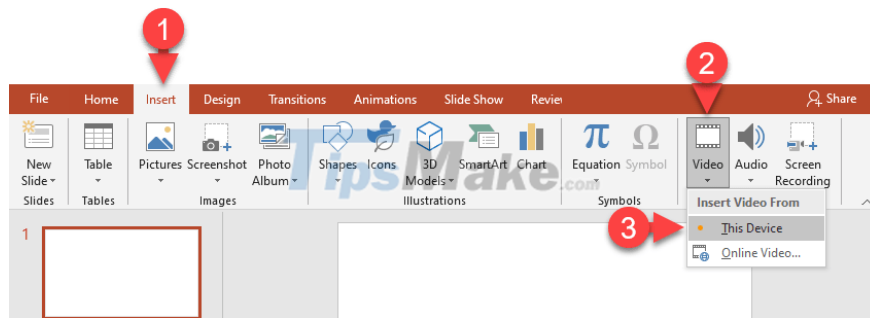 1
2
File Home Insert Design Transitions Animations Slide Show Review Share
New Table Pictures Screenshot Photo Shapes Icons 3D SmartArt Chart Equation Symbol Video Audio Screen
Slide Album Models Recording
Slides Tables Images Illustrations Symbols
TipsMake.com
Insert Video From
3 This Device
Online Video...
1